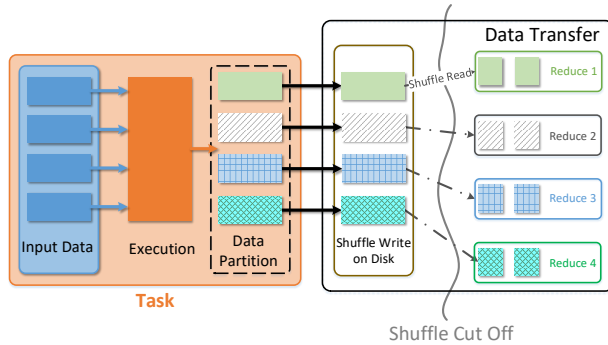 Data Transfer
Shuffle Read
Reduce 1
Reduce 2
Reduce 3
Reduce 4
Input Data
Execution
Data
Partition
Shuffle Write
on Disk
Task
Shuffle Cut Off